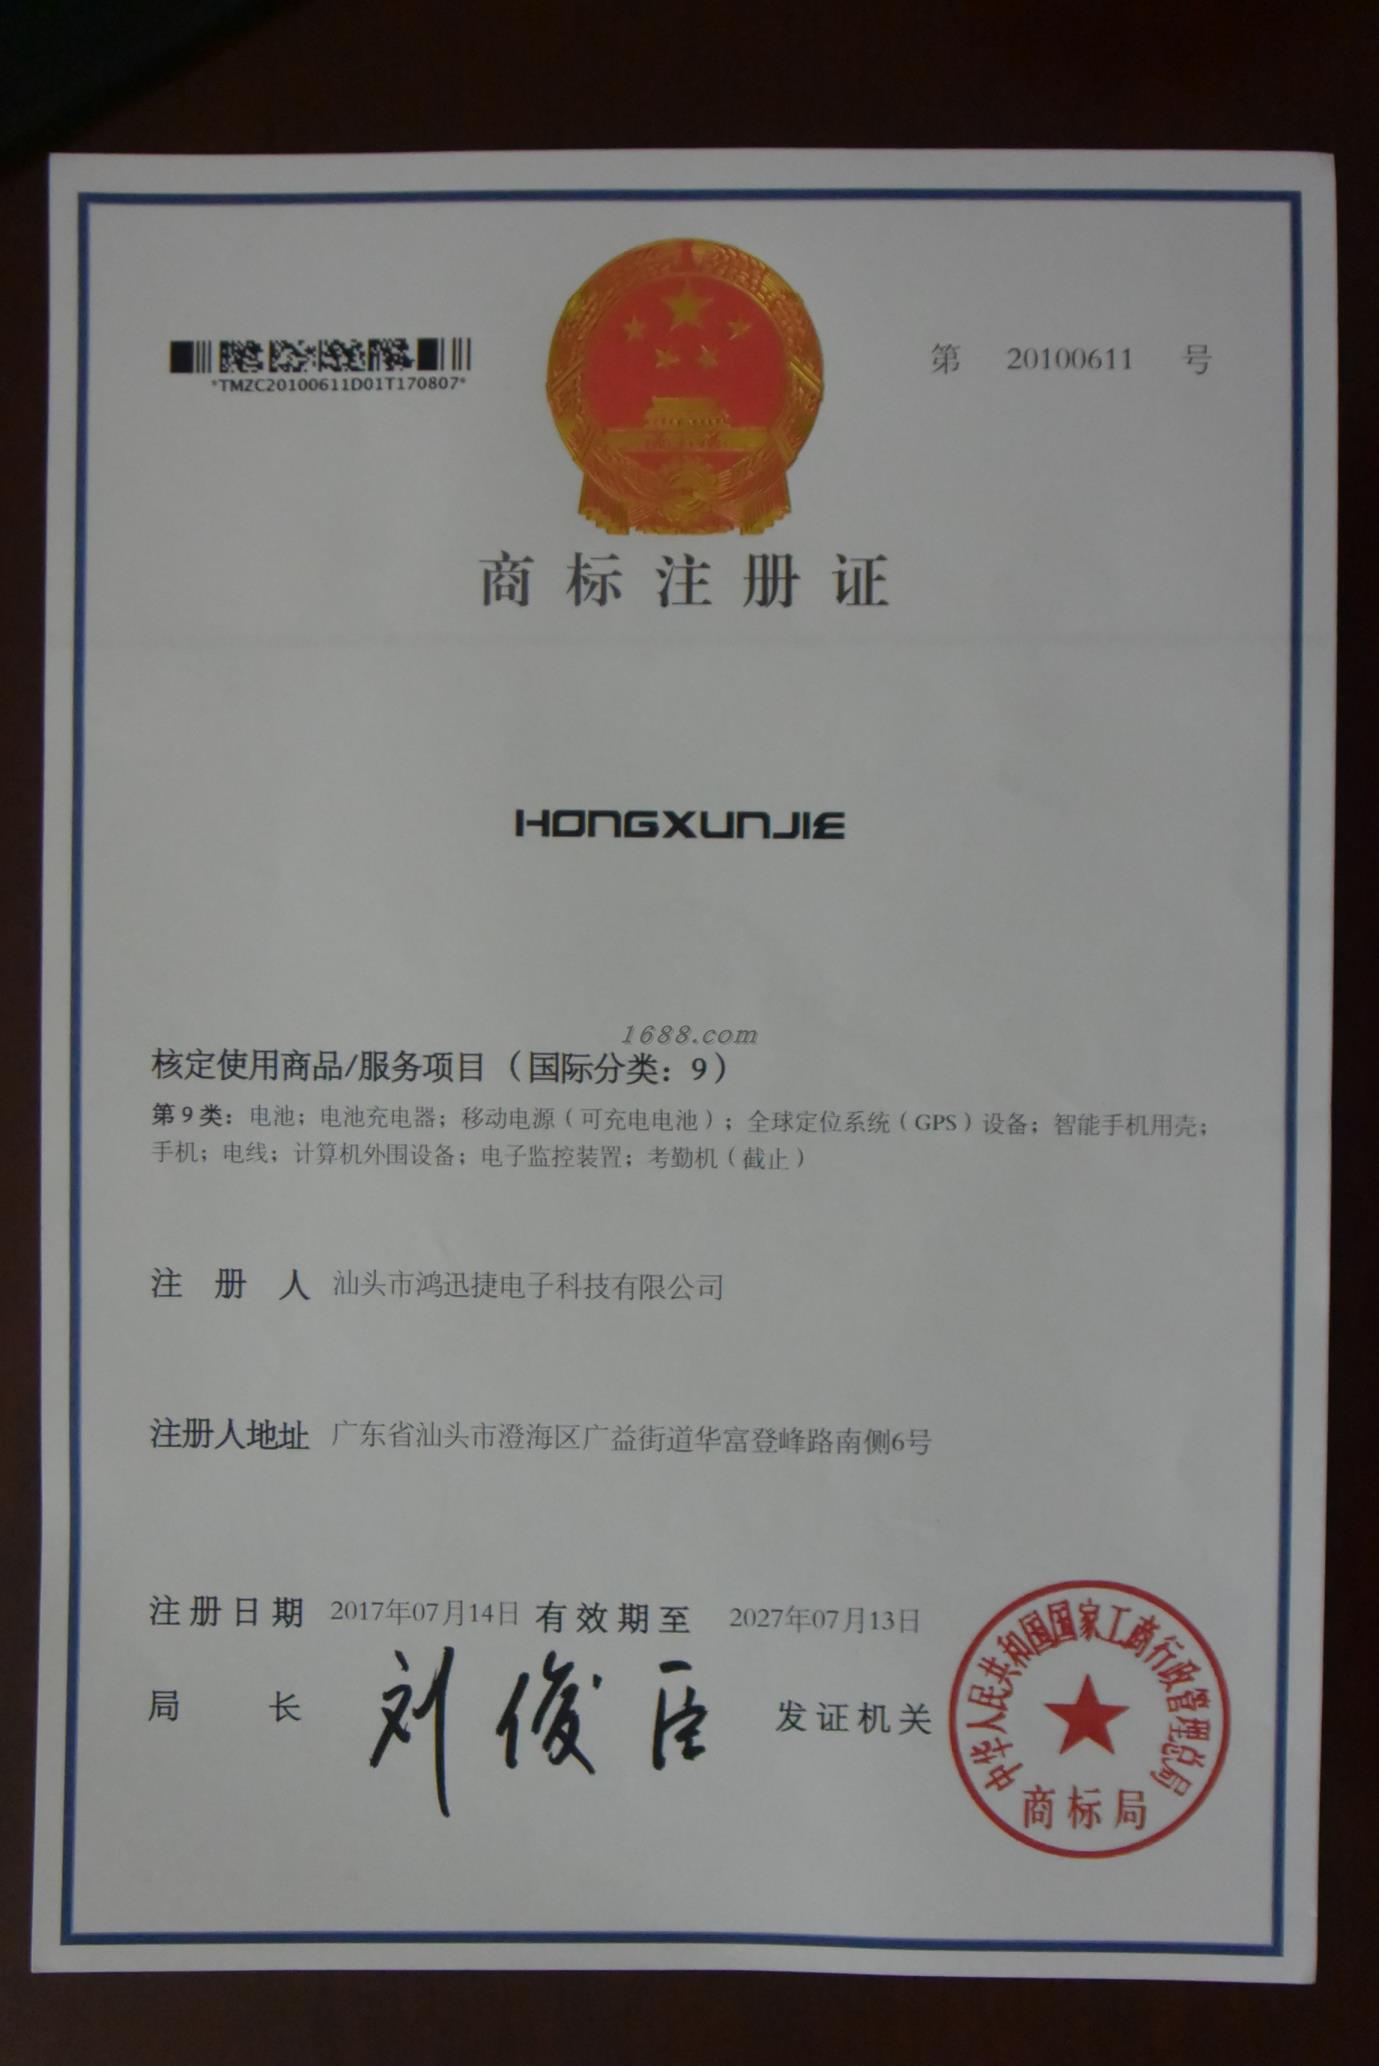 *TMZC20100611D01T170807*
第 20100611 号
商标注册证
HONGXUNJIE
1688.com
核定使用商品/服务项目（国际分类：9）
第9类：电池；电池充电器；移动电源（可充电电池）；全球定位系统（GPS）设备；智能手机用壳；
手机；电线；计算机外围设备；电子监控装置；考勤机（截止）
注册人 汕头市鸿迅捷电子科技有限公司
注册人地址 广东省汕头市澄海区广益街道华富登峰路南侧6号
注册日期 2017年07月14日 有效期至 2027年07月13日
局长 刘俊臣 发证机关
中华人民共和国国家工商行政管理总局
商标局